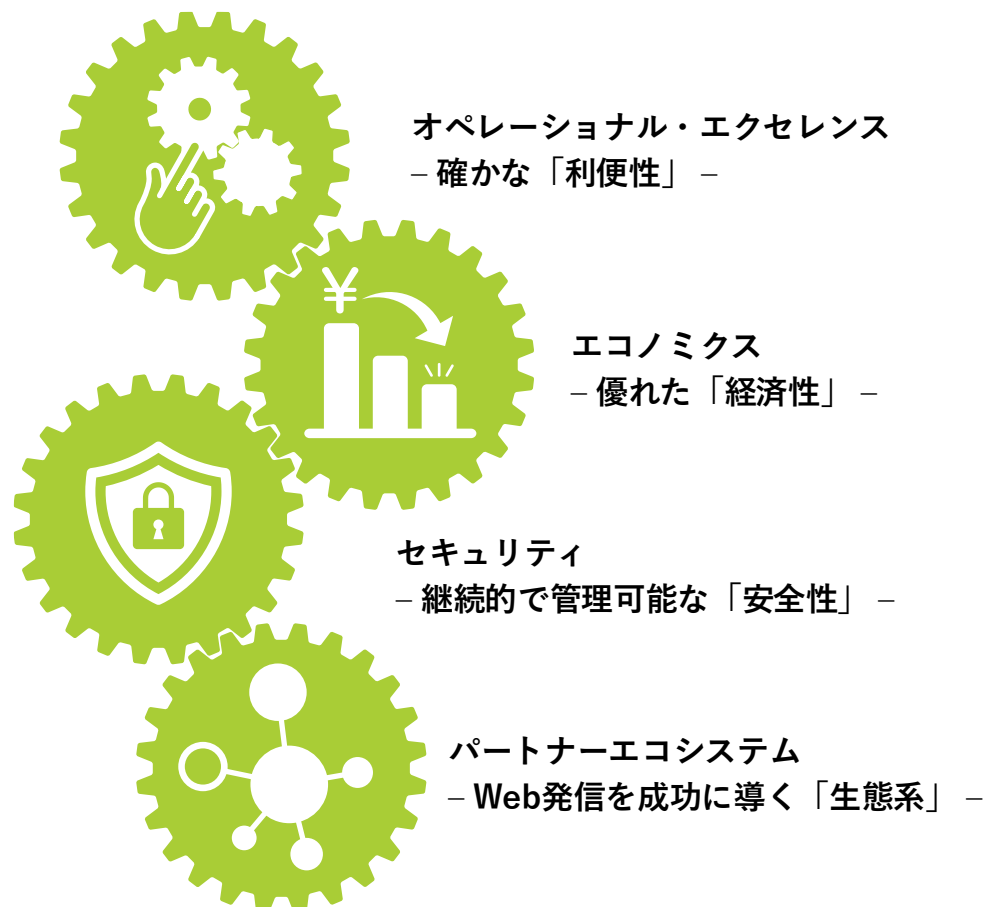 オペレーショナル・エクセレンス
– 確かな「利便性」 –
¥
エコノミクス
– 優れた「経済性」 –
セキュリティ
– 継続的で管理可能な「安全性」 –
パートナーエコシステム
– Web発信を成功に導く「生態系」 –